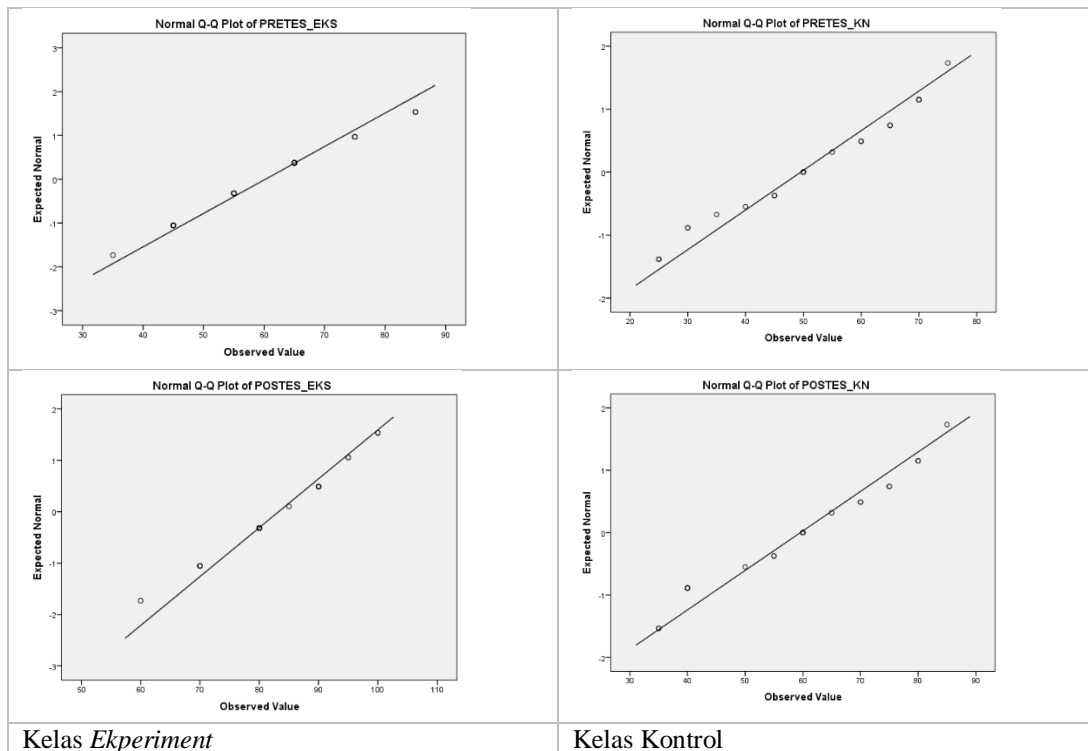 Normal Q-Q Plot of PRETES_EKS
3
2
1
0
-1
-2
-3
Expected Normal
30 40 50 60 70 80 90
Observed Value
Normal Q-Q Plot of PRETES_KN
2
1
0
-1
-2
Expected Normal
20 30 40 50 60 70 80
Observed Value
Normal Q-Q Plot of POSTES_EKS
2
1
0
-1
-2
-3
Expected Normal
50 60 70 80 90 100 110
Observed Value
Normal Q-Q Plot of POSTES_KN
2
1
0
-1
-2
Expected Normal
30 40 50 60 70 80 90
Observed Value
Kelas Ekperiment
Kelas Kontrol